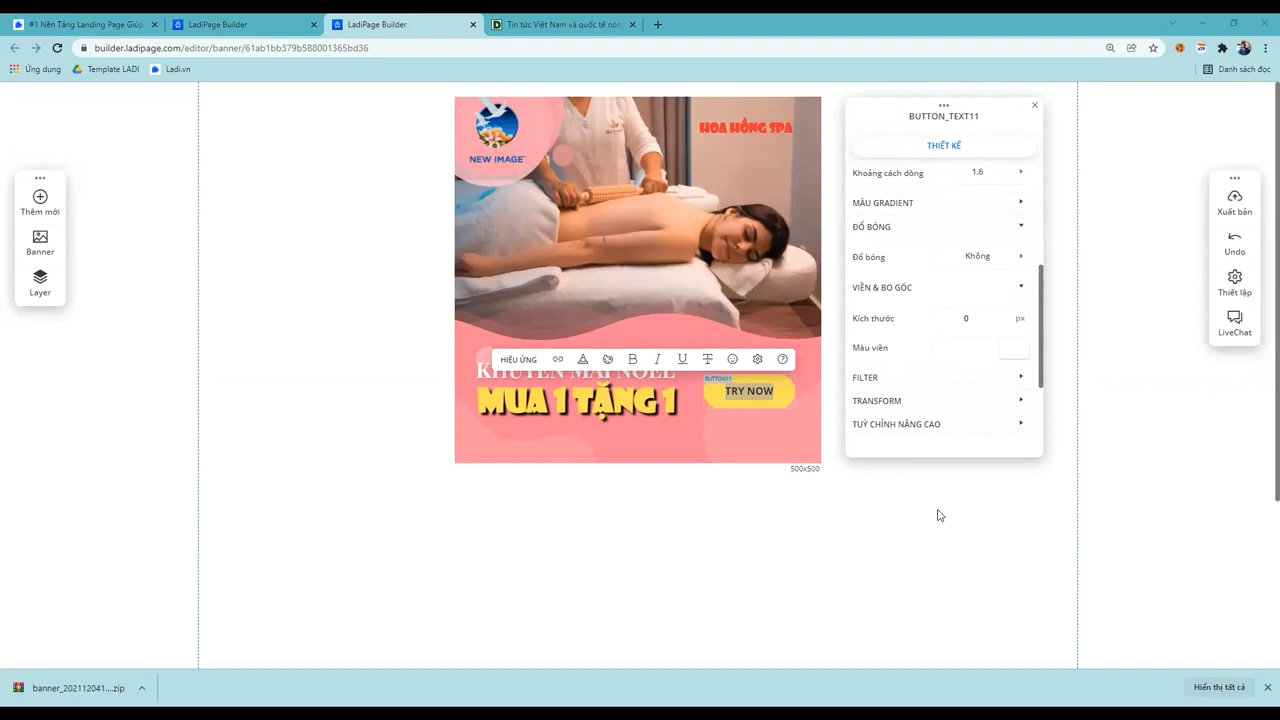 #1 Nền Tảng Landing Page Giúp
LadiPage Builder
LadiPage Builder
Tin tức Việt Nam và quốc tế nón
builder.ladipage.com/editor/banner/61ab1bb379b588001365bd36
Ứng dụng
Template LADI
Ladi.vn
Danh sách đọc
Thêm mới
Banner
Layer
NEW IMAGE
HOA HỒNG SPA
HIỆU ỨNG
KHUYẾN MÃI NOEL
MUA 1 TẶNG 1
BUTTON11
TRY NOW
500x500
BUTTON_TEXT11
THIẾT KẾ
Khoảng cách dòng 1.6
MÀU GRADIENT
ĐỔ BÓNG
Đổ bóng Không
VIỀN & BO GÓC
Kích thước 0 px
Màu viền
FILTER
TRANSFORM
TUỲ CHỈNH NÂNG CAO
Xuất bản
Undo
Thiết lập
LiveChat
banner_202112041....zip
Hiển thị tất cả